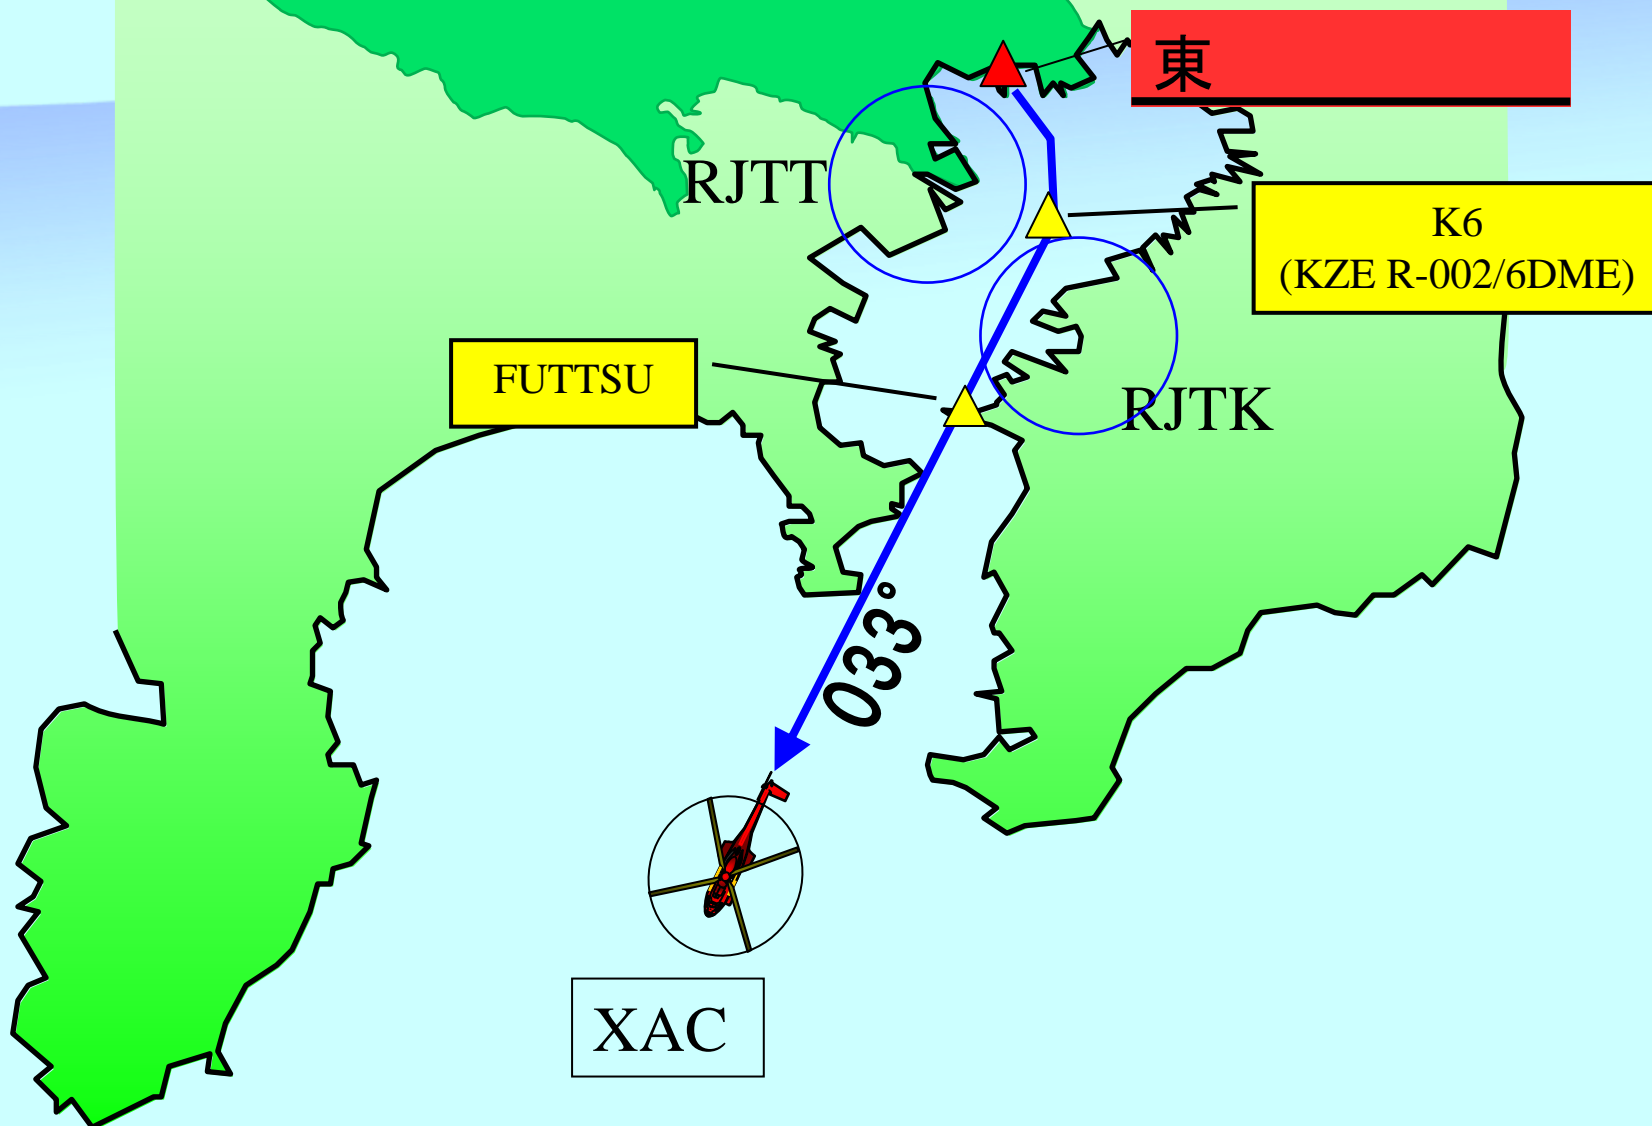 東
RJTT
K6
(KZE R-002/6DME)
FUTTSU
RJTK
033°
XAC